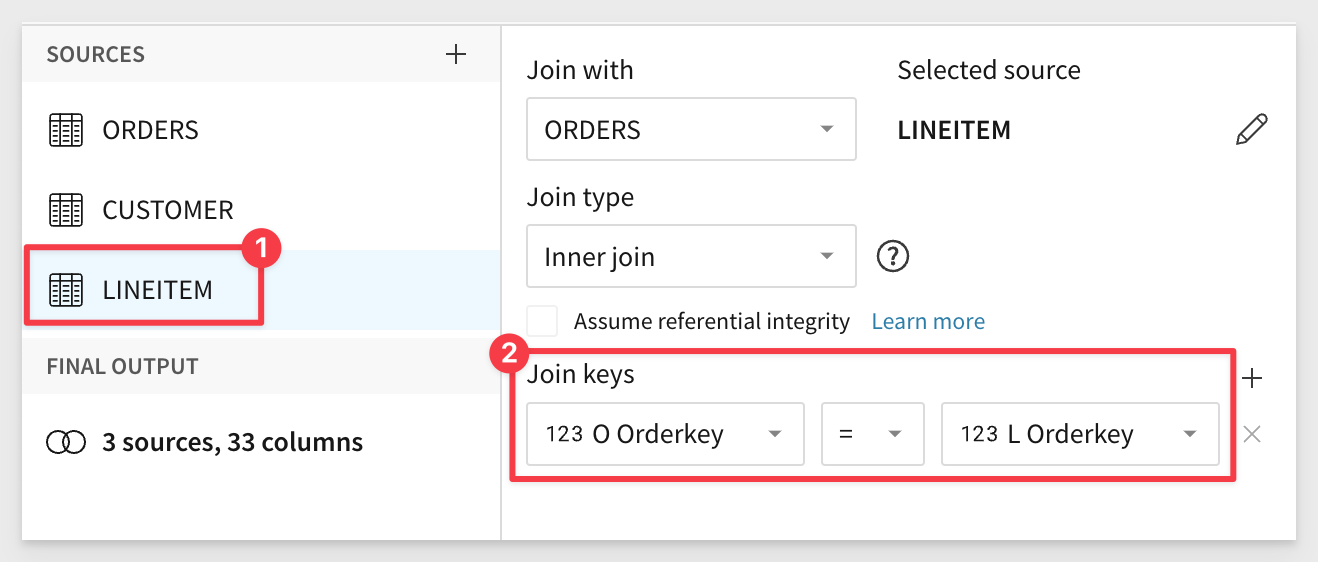 SOURCES
ORDERS
CUSTOMER
1
LINEITEM
FINAL OUTPUT
3 sources, 33 columns
Join with
Selected source
ORDERS
LINEITEM
Join type
Inner join
?
Assume referential integrity Learn more
2
Join keys
123 O Orderkey = 123 L Orderkey